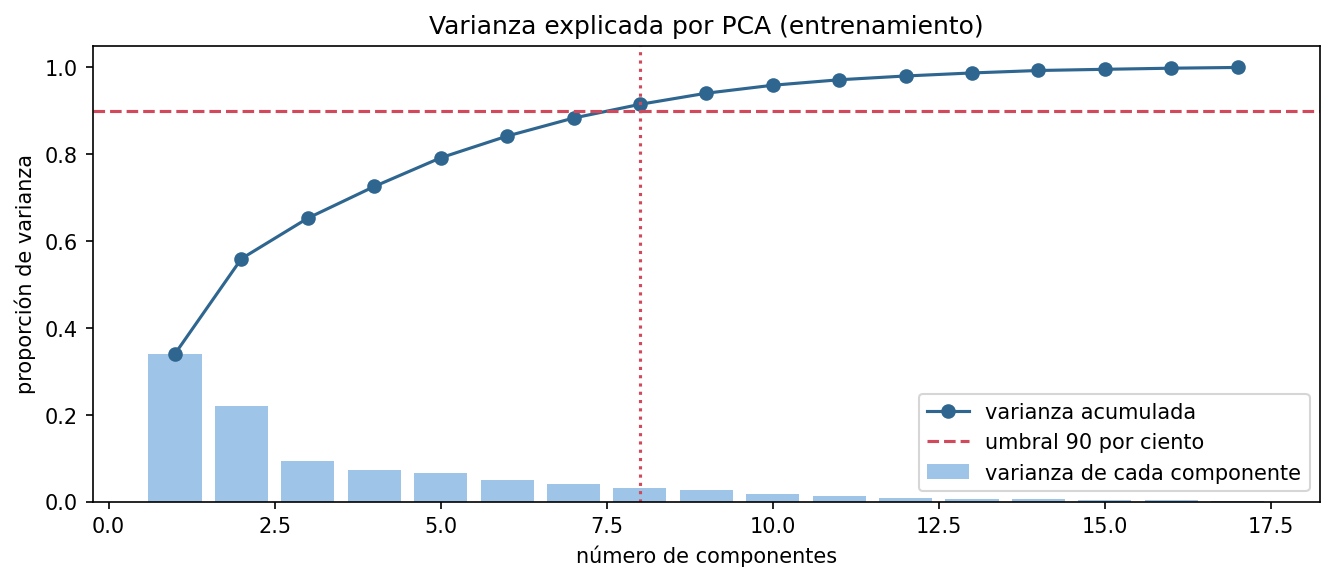 Varianza explicada por PCA (entrenamiento)
proporción de varianza
1.0
0.8
0.6
0.4
0.2
0.0
0.0 2.5 5.0 7.5 10.0 12.5 15.0 17.5
número de componentes
varianza acumulada
umbral 90 por ciento
varianza de cada componente